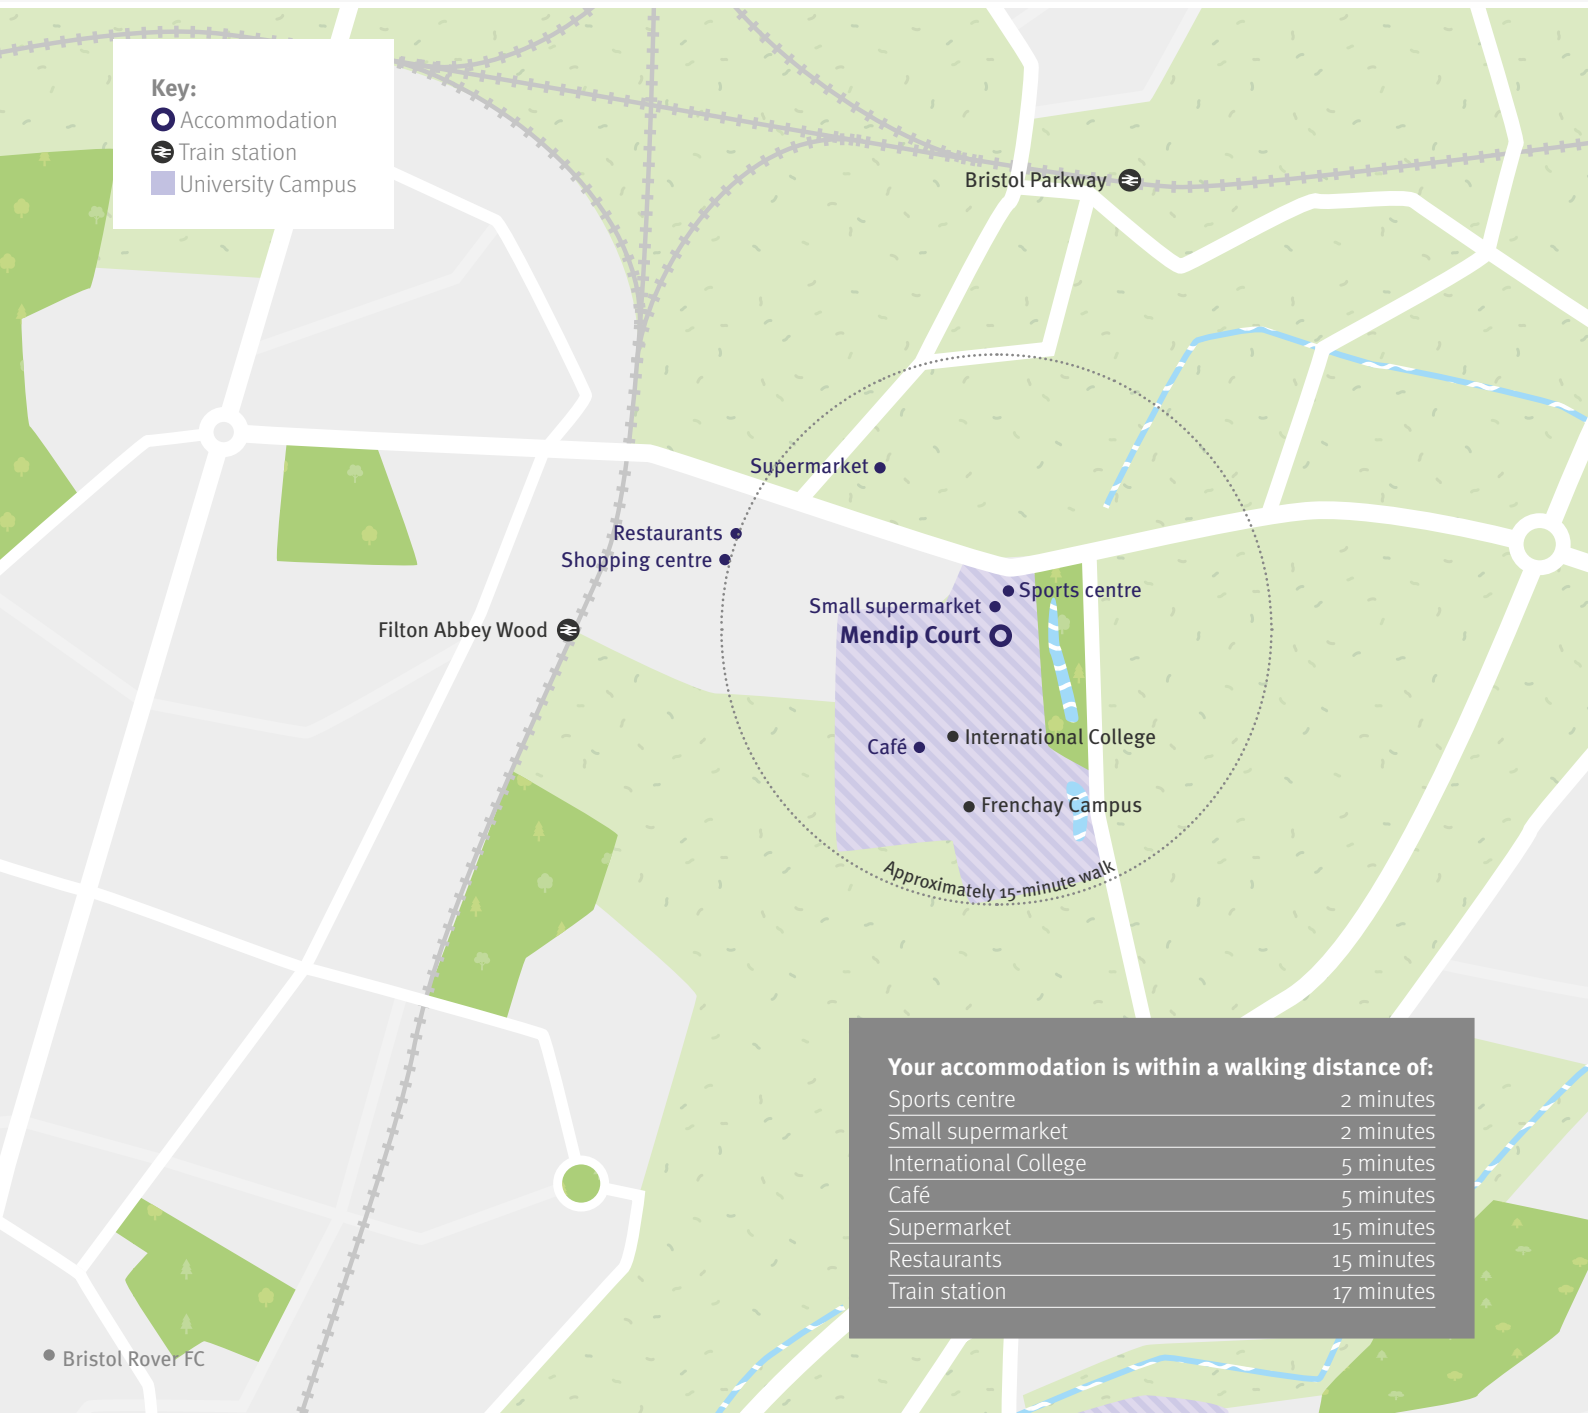 Key:
Accommodation
Train station
University Campus
Bristol Parkway
Supermarket
Restaurants
Shopping centre
Sports centre
Small supermarket
Filton Abbey Wood
Mendip Court
International College
Café
Frenchay Campus
Approximately 15-minute walk
Your accommodation is within a walking distance of:
Sports centre 2 minutes
Small supermarket 2 minutes
International College 5 minutes
Café 5 minutes
Supermarket 15 minutes
Restaurants 15 minutes
Train station 17 minutes
Bristol Rover FC